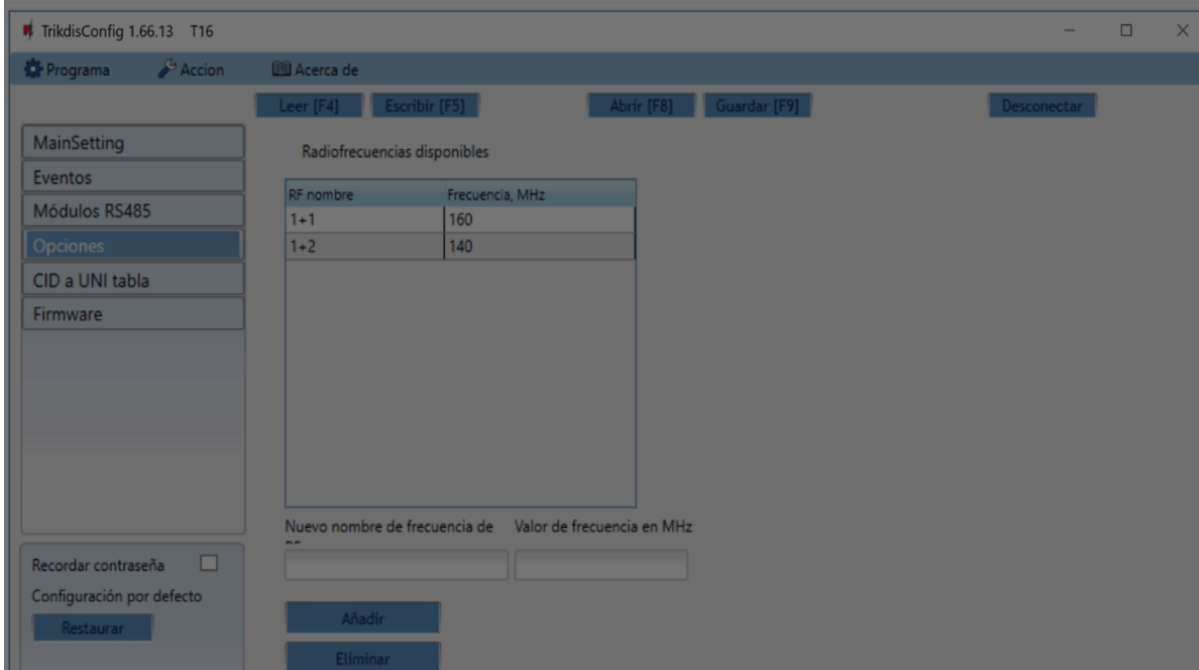 TrikdisConfig 1.66.13 T16
Programa Accion Acerca de
Leer [F4] Escribir [F5] Abrir [F8] Guardar [F9] Desconectar
MainSetting
Eventos
Módulos RS485
Opciones
CID a UNI tabla
Firmware
Radiofrecuencias disponibles
RF nombre Frecuencia, MHz
1+1 160
1+2 140
Nuevo nombre de frecuencia de Valor de frecuencia en MHz
Recordar contraseña
Configuración por defecto
Restaurar
Añadir
Eliminar